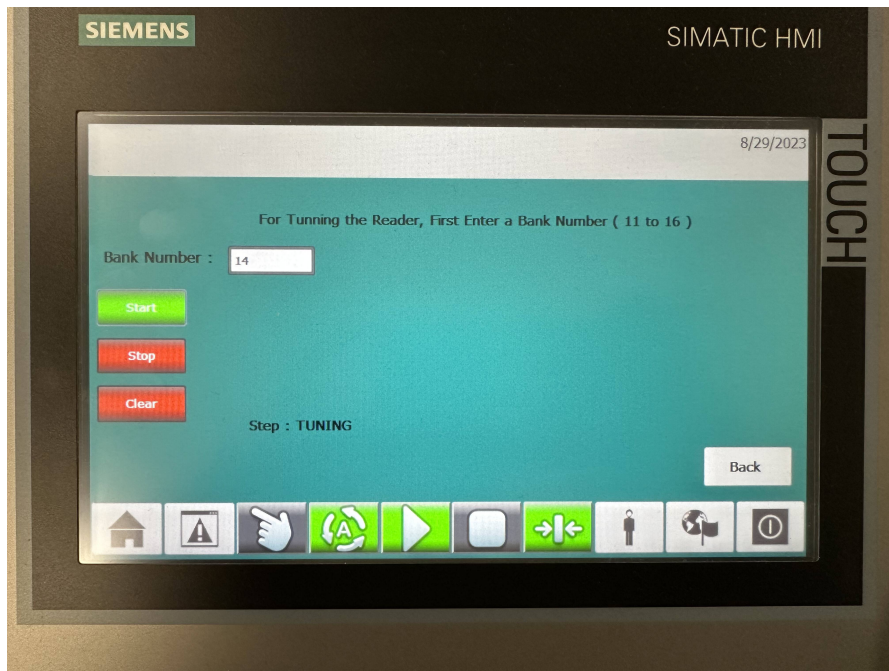 SIEMENS
SIMATIC HMI
TOUCH
8/29/2023
For Tunning the Reader, First Enter a Bank Number ( 11 to 16 )
Bank Number : 14
Start
Stop
Clear
Step : TUNING
Back
A